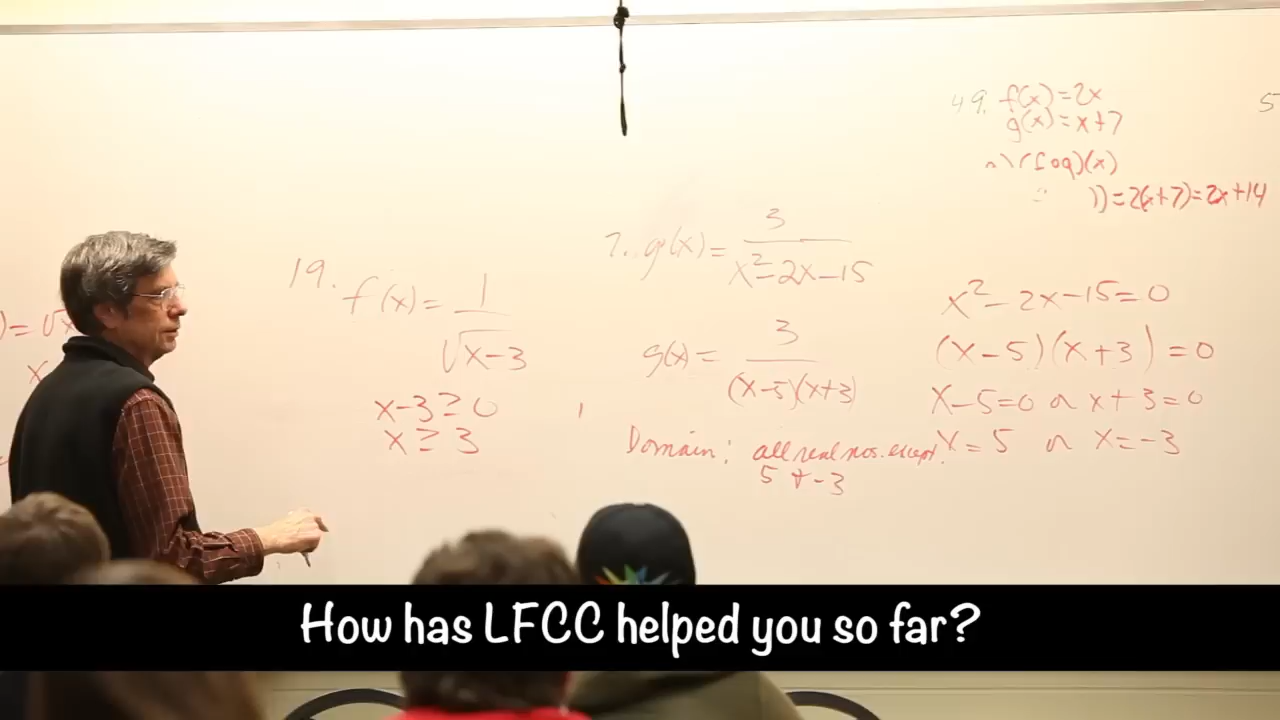 49. f(x)=2x
g(x)=x+7
(fog)(x)
))=2(x+7)=2x+14
19.
f(x)=1/√x-3
x-3≥0
x≥3
7. g(x)=3/x²-2x-15
g(x)=3/(x-5)(x+3)
Domain: all real nos. except
5 + -3
x²-2x-15=0
(x-5)(x+3)=0
x-5=0 or x+3=0
x=5 or x=-3
How has LFCC helped you so far?